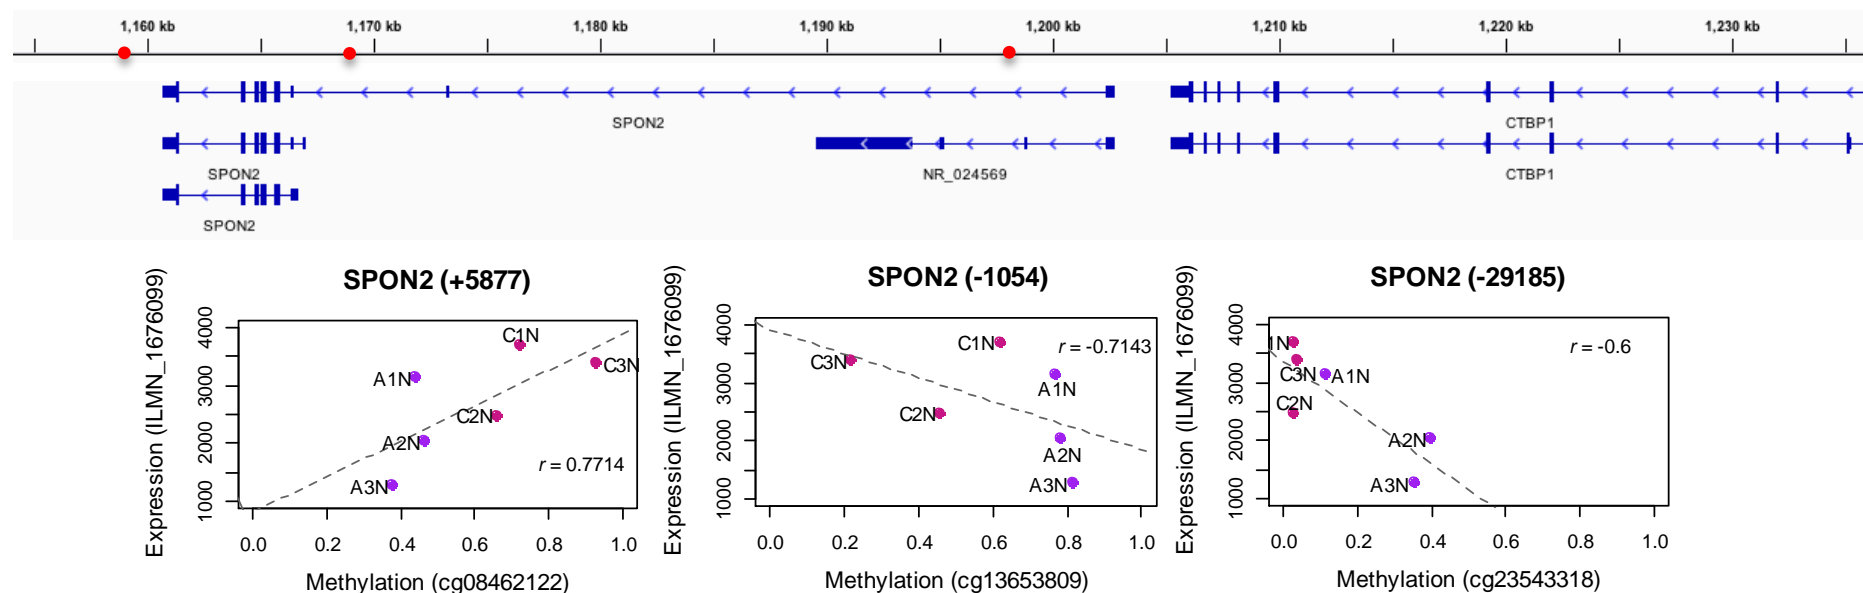 1,160 kb 1,170 kb 1,180 kb 1,190 kb 1,200 kb 1,210 kb 1,220 kb 1,230 kb
SPON2 CTBP1
SPON2 NR_024569 CTBP1
SPON2
SPON2 (+5877)
Expression (ILMN_1676099)
4000
3000
2000
1000
C1N
C3N
A1N
C2N
A2N
A3N
r = 0.7714
0.0 0.2 0.4 0.6 0.8 1.0
Methylation (cg08462122)
SPON2 (-1054)
Expression (ILMN_1676099)
4000
3000
2000
1000
C1N
r = -0.7143
C3N
A1N
C2N
A2N
A3N
0.0 0.2 0.4 0.6 0.8 1.0
Methylation (cg13653809)
SPON2 (-29185)
Expression (ILMN_1676099)
4000
3000
2000
1000
1N
r = -0.6
C3N
A1N
C2N
A2N
A3N
0.0 0.2 0.4 0.6 0.8 1.0
Methylation (cg23543318)